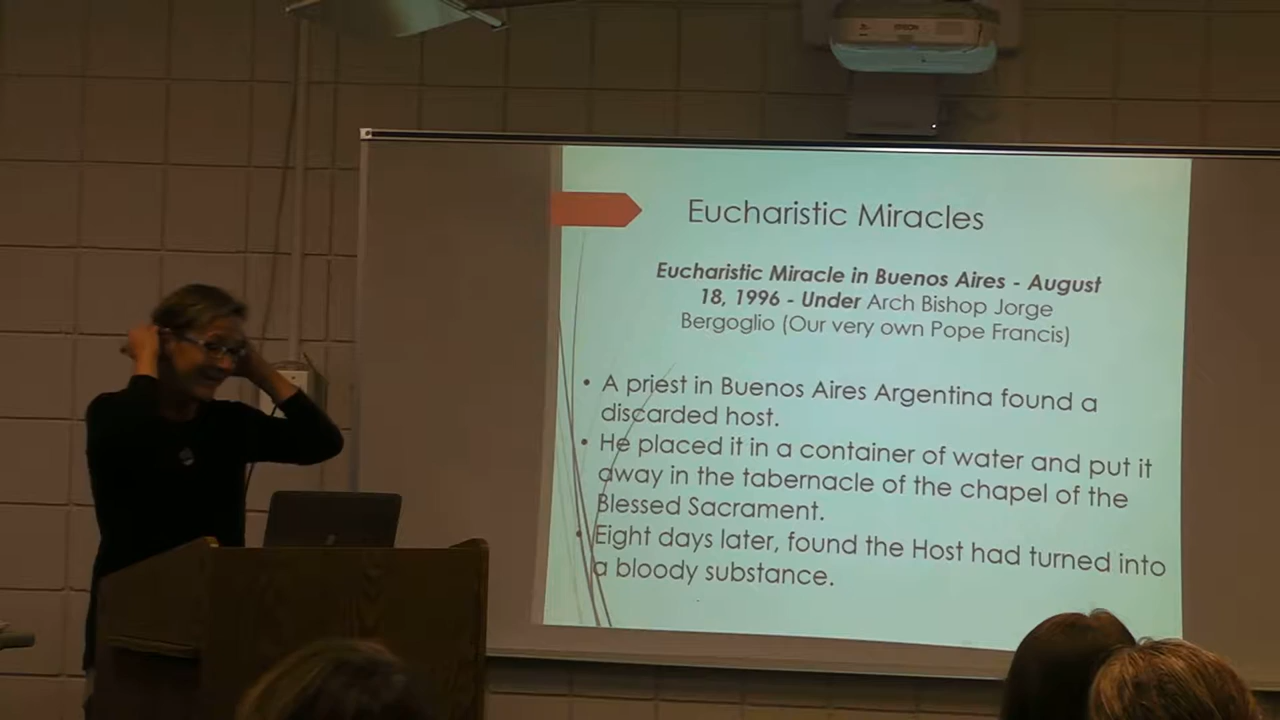 EPSON
Eucharistic Miracles
Eucharistic Miracle in Buenos Aires - August
18, 1996 - Under Arch Bishop Jorge
Bergoglio (Our very own Pope Francis)
• A priest in Buenos Aires Argentina found a
discarded host.
• He placed it in a container of water and put it
away in the tabernacle of the chapel of the
Blessed Sacrament.
• Eight days later, found the Host had turned into
a bloody substance.